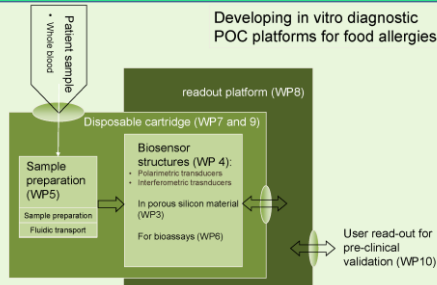 Developing in vitro diagnostic
POC platforms for food allergies
Patient sample
• Whole blood
readout platform (WP8)
Disposable cartridge (WP7 and 9)
Sample
preparation
(WP5)
Sample preparation
Fluidic transport
Biosensor
structures (WP 4):
• Polarimetric transducers
• Interferometric trasnducers
In porous silicon material
(WP3)
For bioassays (WP6)
User read-out for
pre-clinical
validation (WP10)